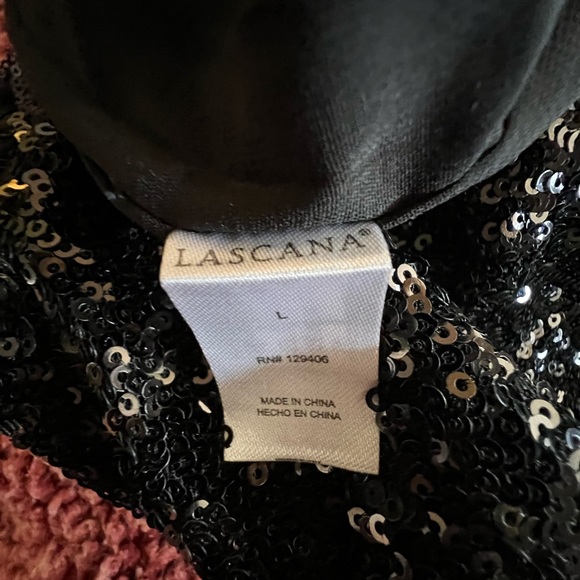 LASCANA®
L
RN# 129406
MADE IN CHINA
HECHO EN CHINA